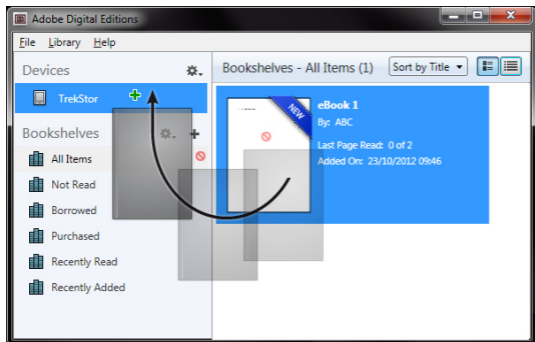 Adobe Digital Editions
File Library Help
Devices
TrekStor
Bookshelves
All Items
Not Read
Borrowed
Purchased
Recently Read
Recently Added
Bookshelves - All Items (1)
Sort by Title
NEW
eBook 1
By: ABC
Last Page Read: 0 of 2
Added On: 23/10/2012 09:46